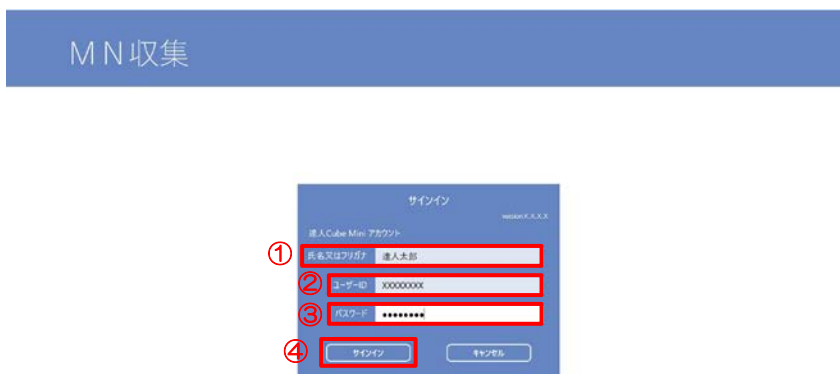 ＭＮ収集
サインイン
version X.X.X.X
達人Cube Mini アカウント
① 氏名又はフリガナ 達人太郎
② ユーザーID XXXXXXXX
③ パスワード ●●●●●●●●
④ サインイン キャンセル